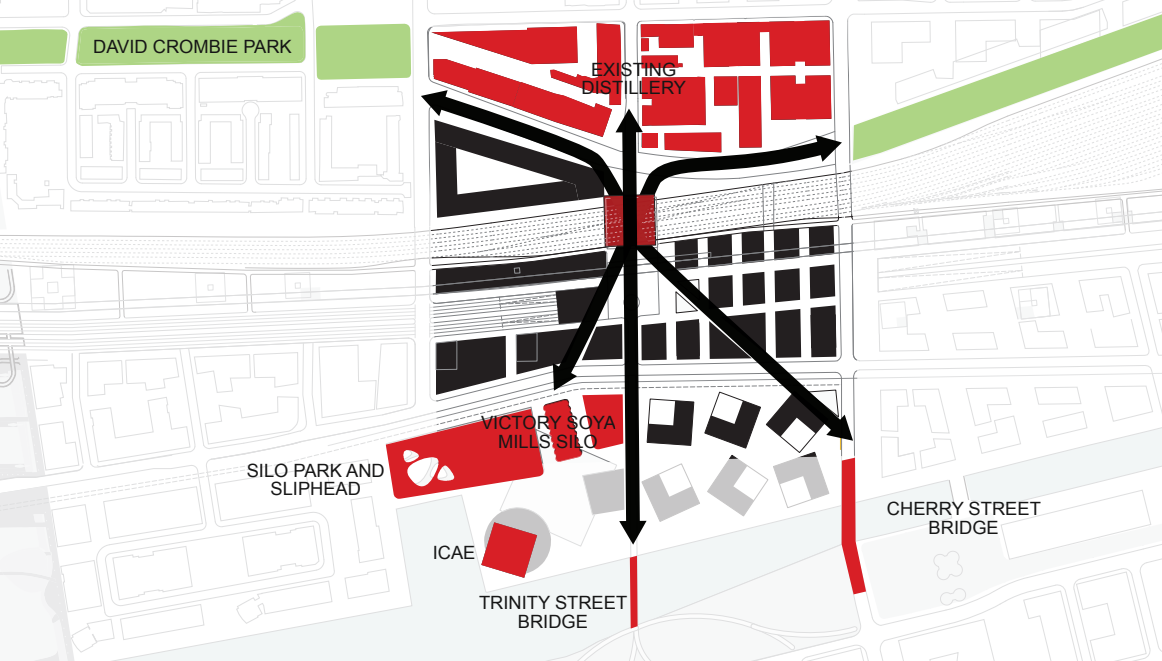 DAVID CROMBIE PARK
EXISTING
DISTILLERY
VICTORY SOYA
MILLS SILO
SILO PARK AND
SLIPHEAD
CHERRY STREET
BRIDGE
ICAE
TRINITY STREET
BRIDGE